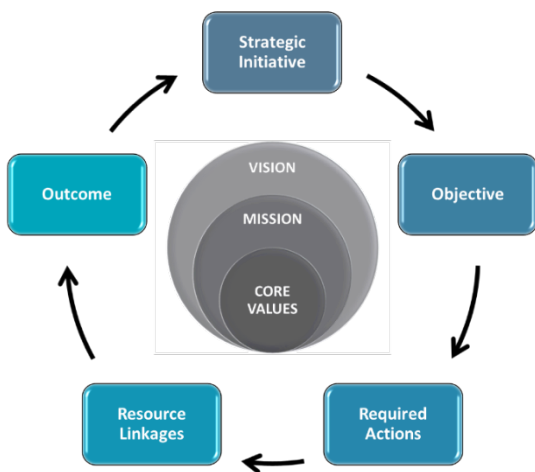 Strategic
Initiative
Objective
Required
Actions
Resource
Linkages
Outcome
VISION
MISSION
CORE
VALUES